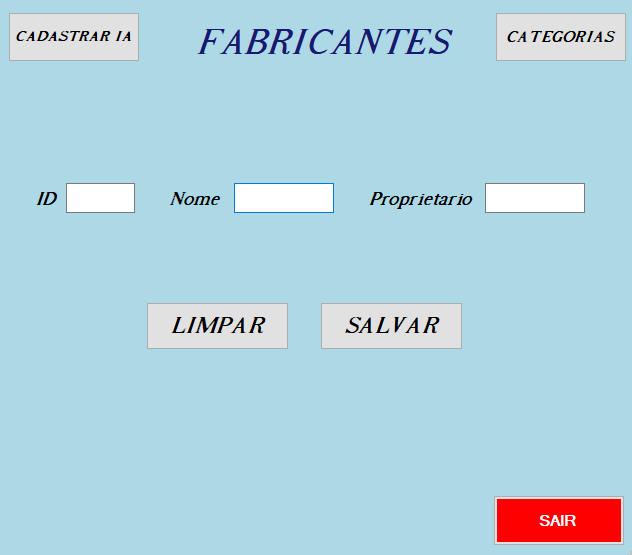 CADASTRAR IA
FABRICANTES
CATEGORIAS
ID
Nome
Proprietario
LIMPAR
SALVAR
SAIR